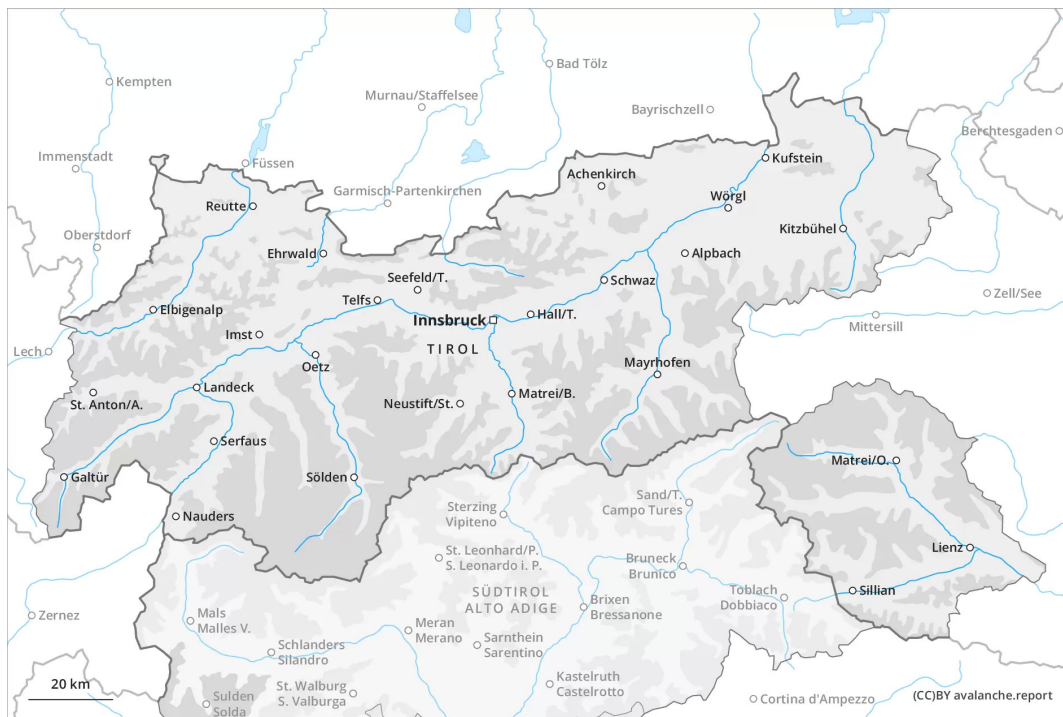 Kempten
Bad Tölz
Murnau/Staffelsee
Bayrischzell
Berchtesgaden
Immenstadt
Füssen
Kufstein
Achenkirch
Garmisch-Partenkirchen
Reutte
Wörgl
Kitzbühel
Oberstdorf
Ehrwald
Alpbach
Seefeld/T.
Schwaz
Zell/See
Telfs
Elbigenalp
Innsbruck
Hall/T.
Mittersill
Imst
TIROL
Lech
Oetz
Mayrhofen
Landeck
St. Anton/A.
Neustift/St.
Matrei/B.
Serfaus
Matrei/O.
Galtür
Sölden
Sand/T.
Campo Tures
Sterzing
Vipiteno
Nauders
Lienz
St. Leonhard/P.
S. Leonardo i. P.
Bruneck
Brunico
SÜDTIROL
ALTO ADIGE
Toblach
Dobbiaco
Sillian
Brixen
Bressanone
Zernez
Mals
Malles V.
Meran
Merano
Sarnthein
Sarentino
Schlanders
Silandro
20 km
St. Walburg
S. Valburga
Kastelruth
Castelrotto
Sulden
Solda
Cortina d'Ampezzo
(CC)BY avalanche.report